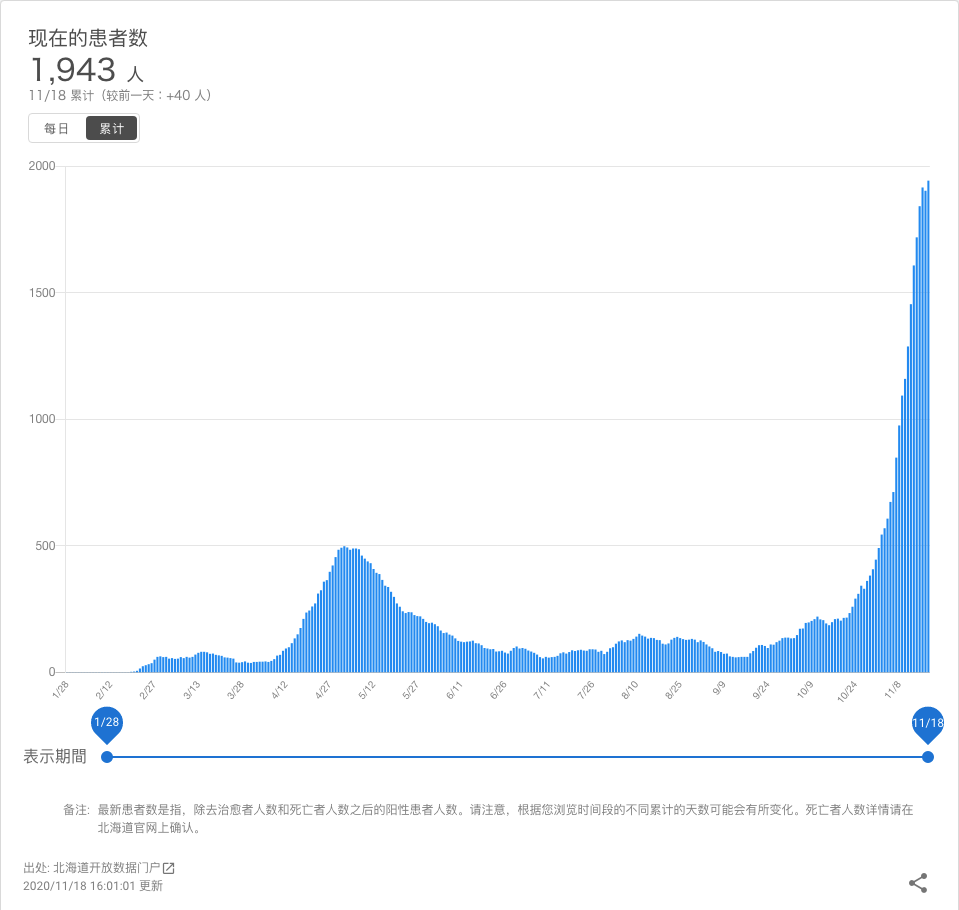 现在的患者数
1,943 人
11/18 累计（较前一天：+40 人）
每日 累计
2000
1500
1000
500
0
1/28 2/12 2/27 3/13 3/28 4/12 4/27 5/12 5/27 6/11 6/26 7/11 7/26 8/10 8/25 9/9 9/24 10/9 10/24 11/8
1/28 11/18
表示期間
备注: 最新患者数是指，除去治愈者人数和死亡者人数之后的阳性患者人数。请注意，根据您浏览时间段的不同累计的天数可能会有所变化。死亡者人数详情请在
北海道官网上确认。
出处: 北海道开放数据门户
2020/11/18 16:01:01 更新